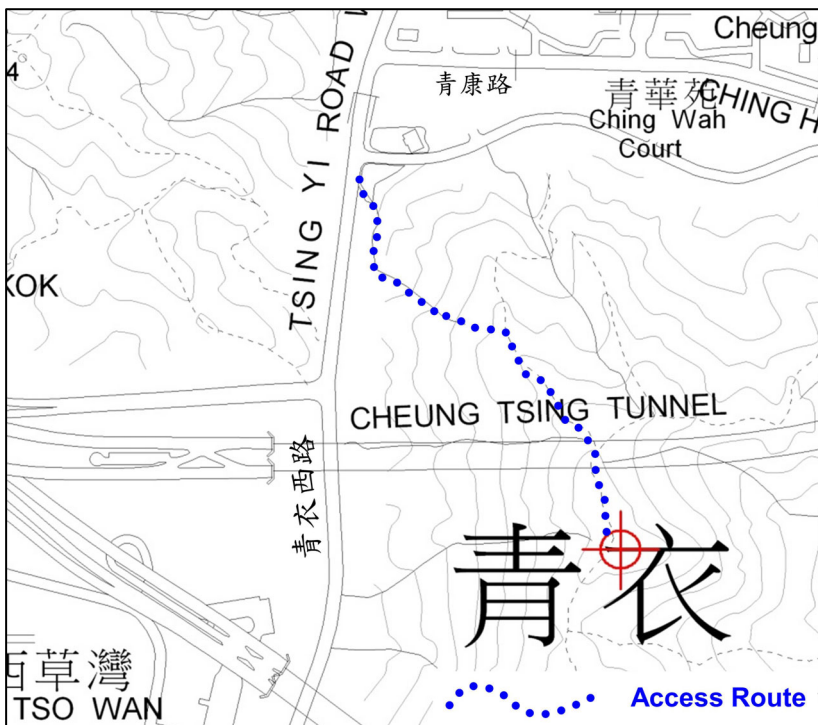 Cheung
4
TSING YI ROAD W
青康路
青華苑
CHING H
Ching Wah
Court
KOK
CHEUNG TSING TUNNEL
青衣西路
青衣
西草灣
TSO WAN
Access Route